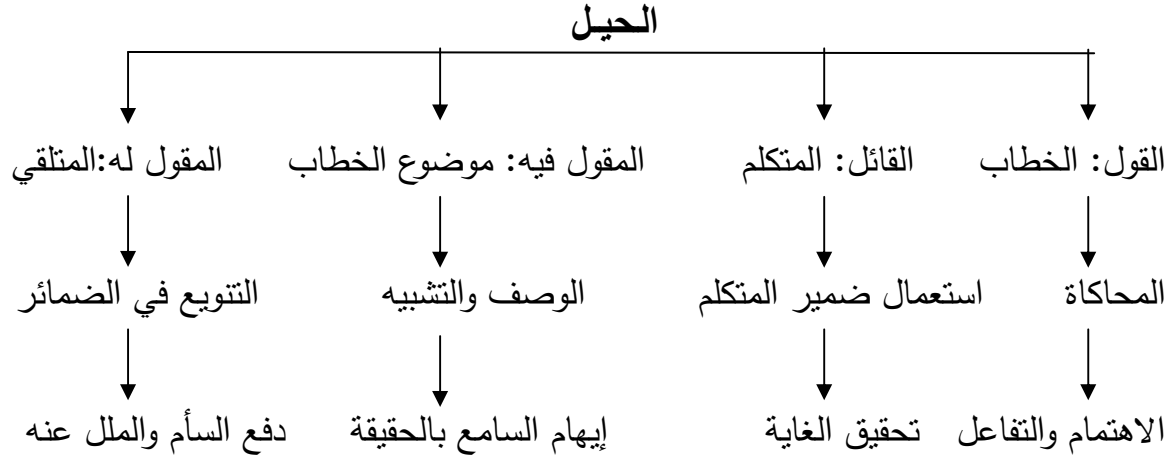 الحيل
القول: الخطاب القائل: المتكلم المقول فيه: موضوع الخطاب المقول له:المتلقي
المحاكاة استعمال ضمير المتكلم الوصف والتشبيه التنويع في الضمائر
الاهتمام والتفاعل تحقيق الغاية إيهام السامع بالحقيقة دفع السأم والملل عنه